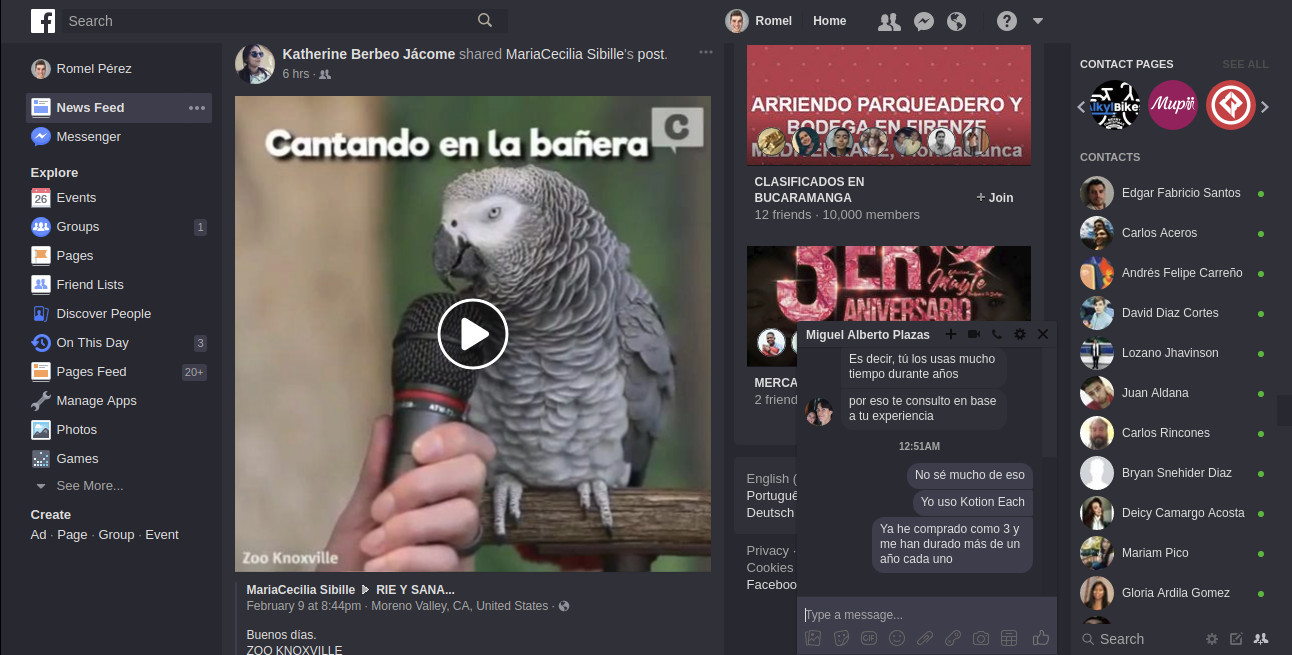 Search
Romel
Home
Romel Pérez
News Feed
Messenger
Explore
26
Events
Groups
1
Pages
Friend Lists
Discover People
On This Day
3
Pages Feed
20+
Manage Apps
Photos
Games
See More...
Create
Ad · Page · Group · Event
Katherine Berbeo Jácome shared MariaCecilia Sibille's post.
6 hrs ·
Cantando en la bañera
C
Zoo Knoxville
MariaCecilia Sibille RIE Y SANA...
February 9 at 8:44pm · Moreno Valley, CA, United States ·
Buenos días.
ZOO KNOXVILLE
ARRIENDO PARQUEADERO Y
BODEGA EN FIRENZE
CLASIFICADOS EN
BUCARAMANGA
+ Join
12 friends · 10,000 members
3ER
Mayte
ANIVERSARIO
MERCA
2 friend
English (
Portuguê
Deutsch
Privacy ·
Cookies
Faceboo
Miguel Alberto Plazas
Es decir, tú los usas mucho
tiempo durante años
por eso te consulto en base
a tu experiencia
12:51AM
No sé mucho de eso
Yo uso Kotion Each
Ya he comprado como 3 y
me han durado más de un
año cada uno
Type a message...
GIF
CONTACT PAGES
SEE ALL
alkylBikes
Mupi
CONTACTS
Edgar Fabricio Santos
Carlos Aceros
Andrés Felipe Carreño
David Diaz Cortes
Lozano Jhavinson
Juan Aldana
Carlos Rincones
Bryan Snehider Diaz
Deicy Camargo Acosta
Mariam Pico
Gloria Ardila Gomez
Search